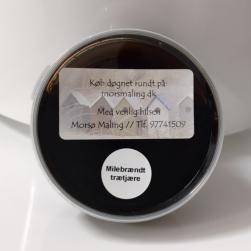 Køb døgnet rundt på:
morsmaling.dk
Med venlig hilsen
Morsø Maling // Tlf. 97741509
Milebrændt
trætjære